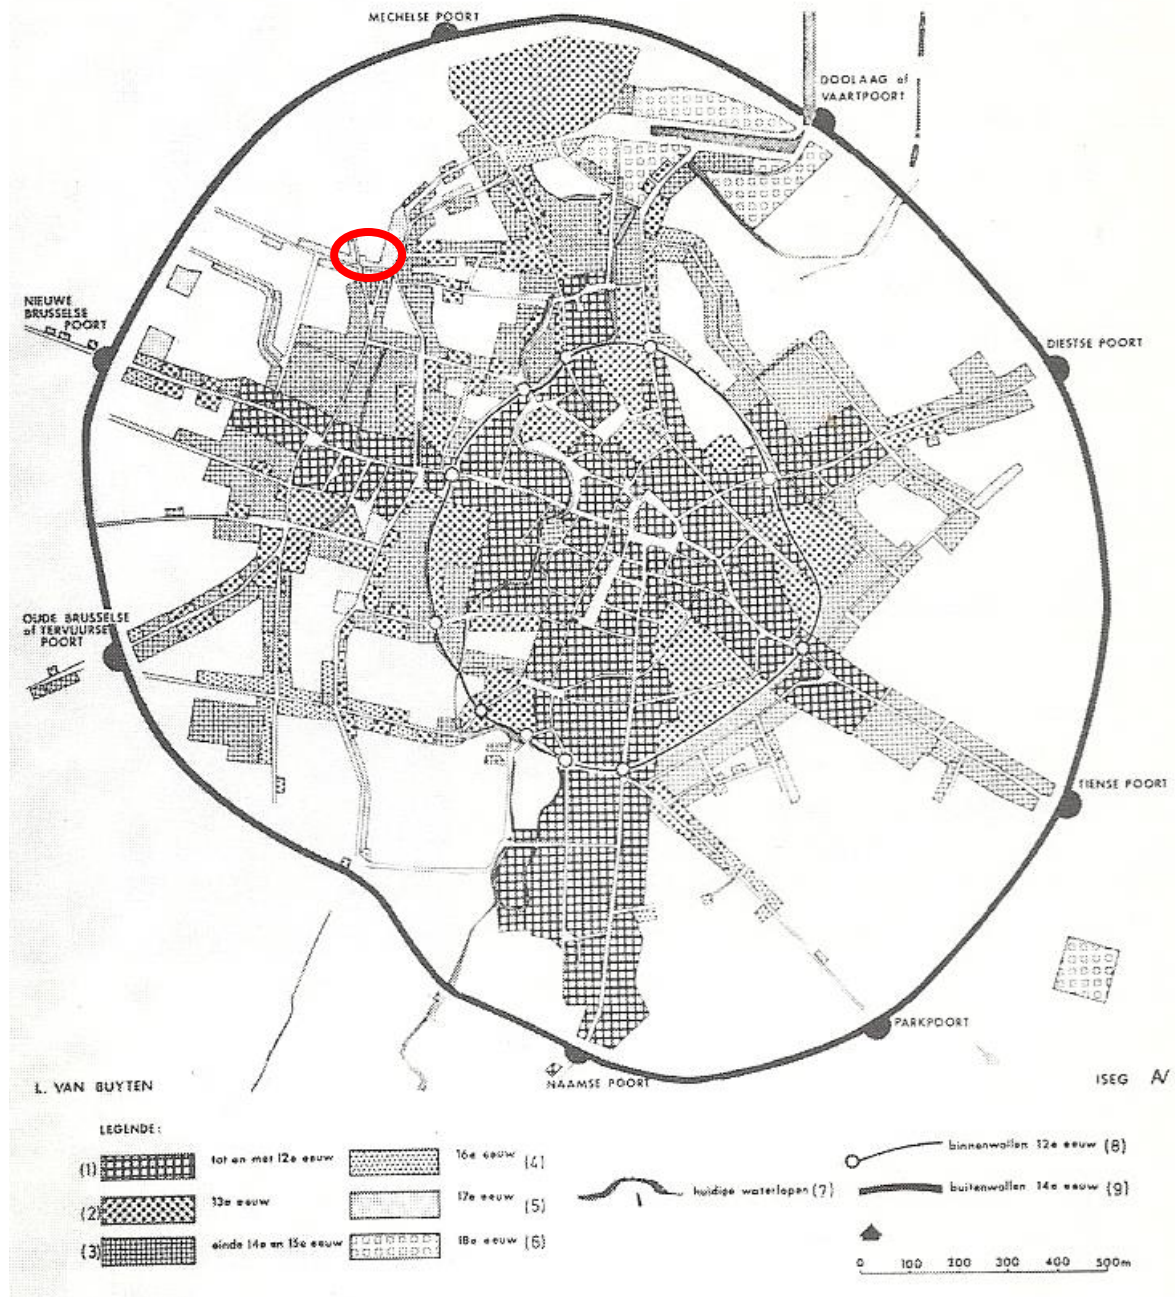 MECHELSE POORT
DOOLAAG of
VAARTPOORT
NIEUWE
BRUSSELSE
POORT
DIESTSE POORT
OUDE BRUSSELSE
of TERVUURSE
POORT
TIENSE POORT
PARKPOORT
NAAMSE POORT
L. VAN BUYTEN
ISEG
LEGENDE:
(1) tot en met 12e eeuw
(2) 13e eeuw
(3) einde 14e en 15e eeuw
16e eeuw (4)
17e eeuw (5)
18e eeuw (6)
huidige waterlopen (7)
binnenwallen 12e eeuw (8)
buitenwallen 14e eeuw (9)
0 100 200 300 400 500m